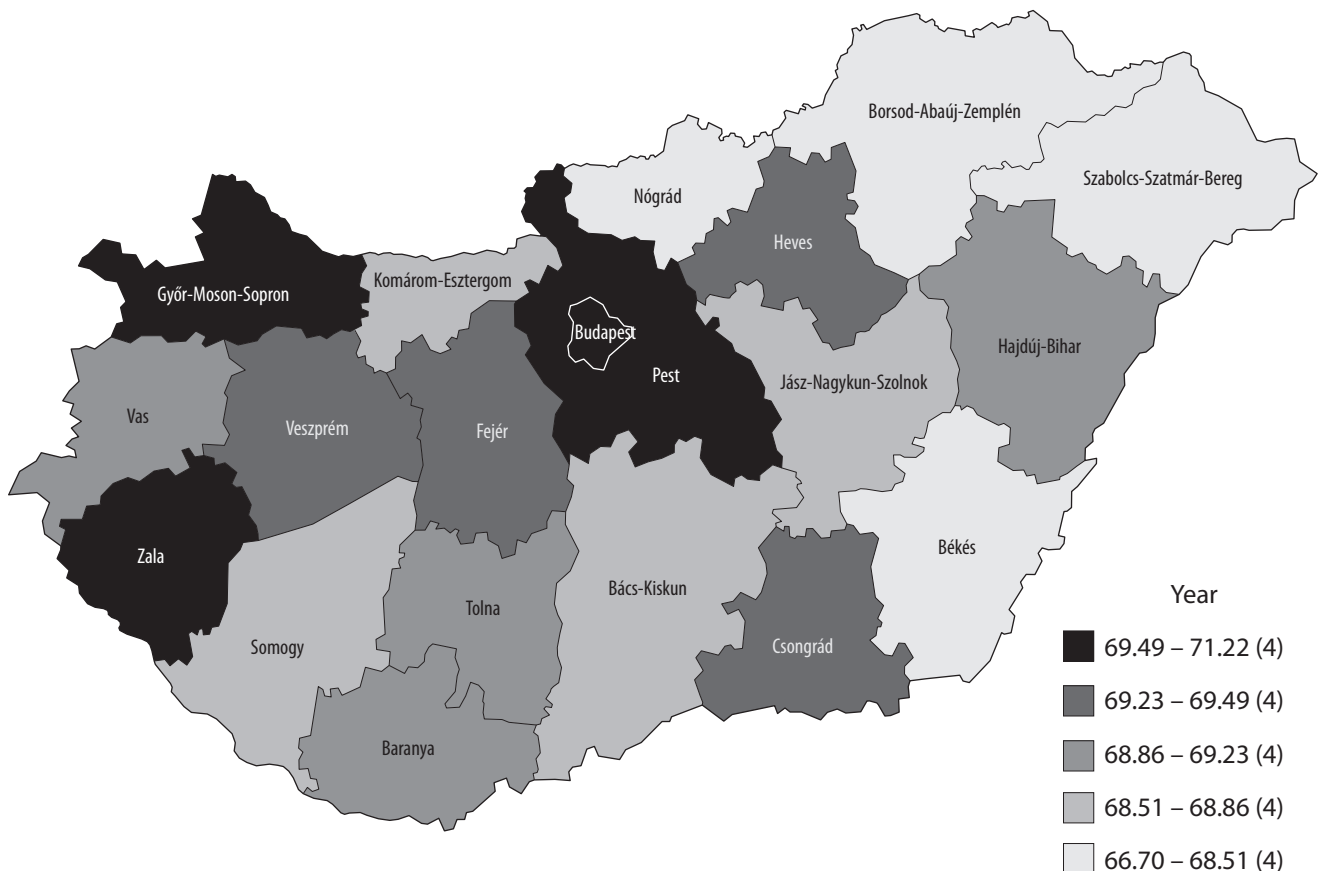 Borsod-Abaúj-Zemplén
Szabolcs-Szatmár-Bereg
Nógrád
Heves
Komárom-Esztergom
Győr-Moson-Sopron
Budapest
Hajdúj-Bihar
Pest
Jász-Nagykun-Szolnok
Vas
Veszprém
Fejér
Békés
Zala
Bács-Kiskun
Tolna
Somogy
Csongrád
Baranya
Year
69.49 – 71.22 (4)
69.23 – 69.49 (4)
68.86 – 69.23 (4)
68.51 – 68.86 (4)
66.70 – 68.51 (4)